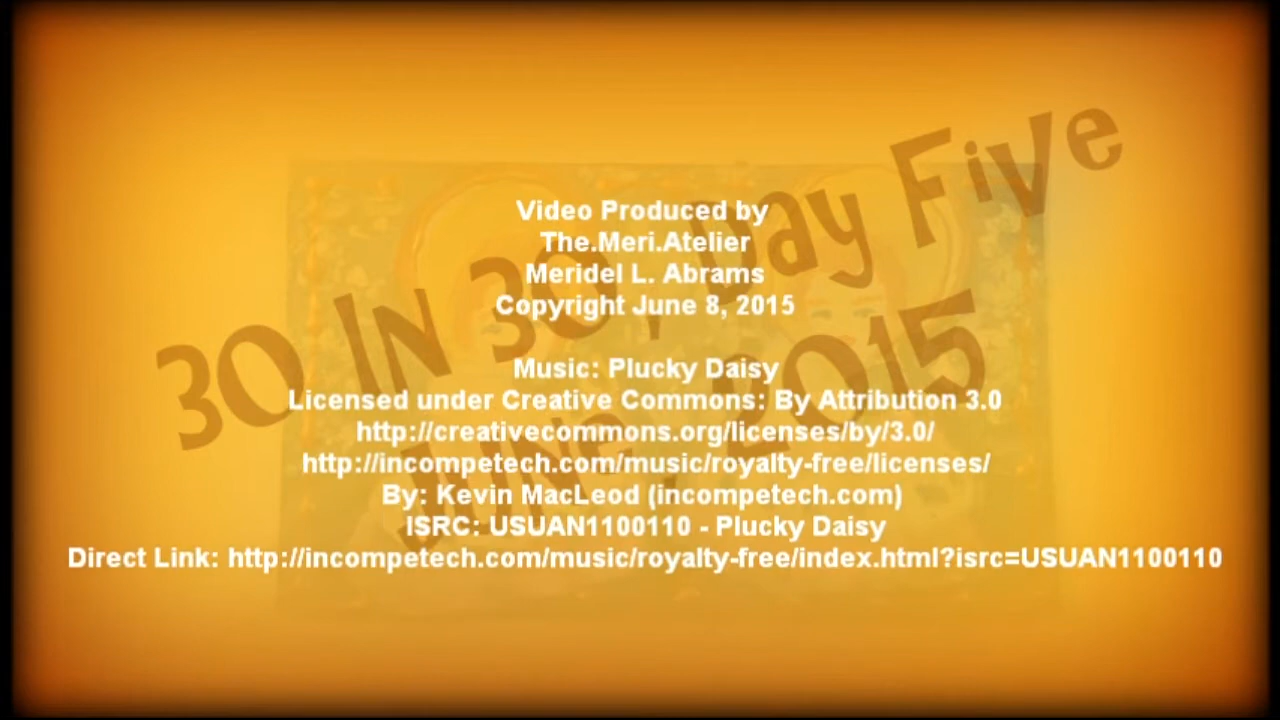 30 IN 30, Day Five
June, 2015
Video Produced by
The.Meri.Atelier
Meridel L. Abrams
Copyright June 8, 2015
Music: Plucky Daisy
Licensed under Creative Commons: By Attribution 3.0
http://creativecommons.org/licenses/by/3.0/
http://incompetech.com/music/royalty-free/licenses/
By: Kevin MacLeod (incompetech.com)
ISRC: USUAN1100110 - Plucky Daisy
Direct Link: http://incompetech.com/music/royalty-free/index.html?isrc=USUAN1100110